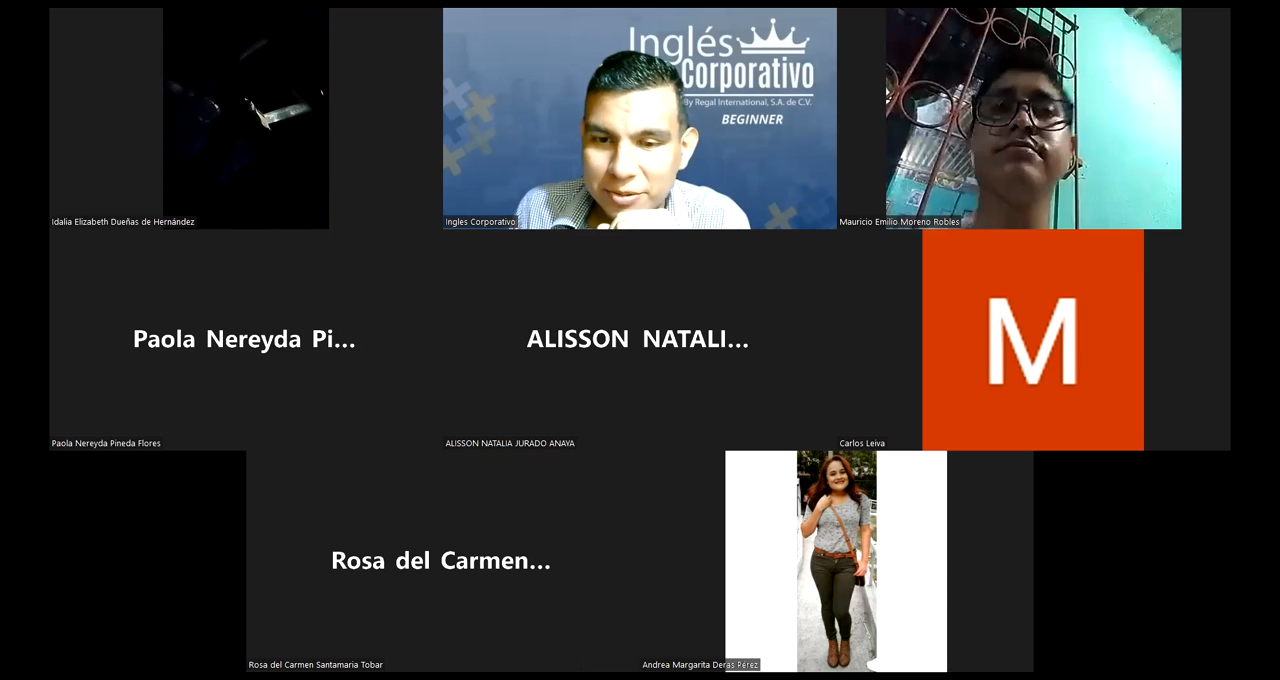 Inglés
Corporativo
By Regal International, S.A. de C.V.
BEGINNER
Idalia Elizabeth Dueñas de Hernández
Ingles Corporativo
Mauricio Emilio Moreno Robles
Paola Nereyda Pi...
ALISSON NATALI...
M
Paola Nereyda Pineda Flores
ALISSON NATALIA JURADO ANAYA
Carlos Leiva
Rosa del Carmen...
Rosa del Carmen Santamaria Tobar
Andrea Margarita Deras Pérez